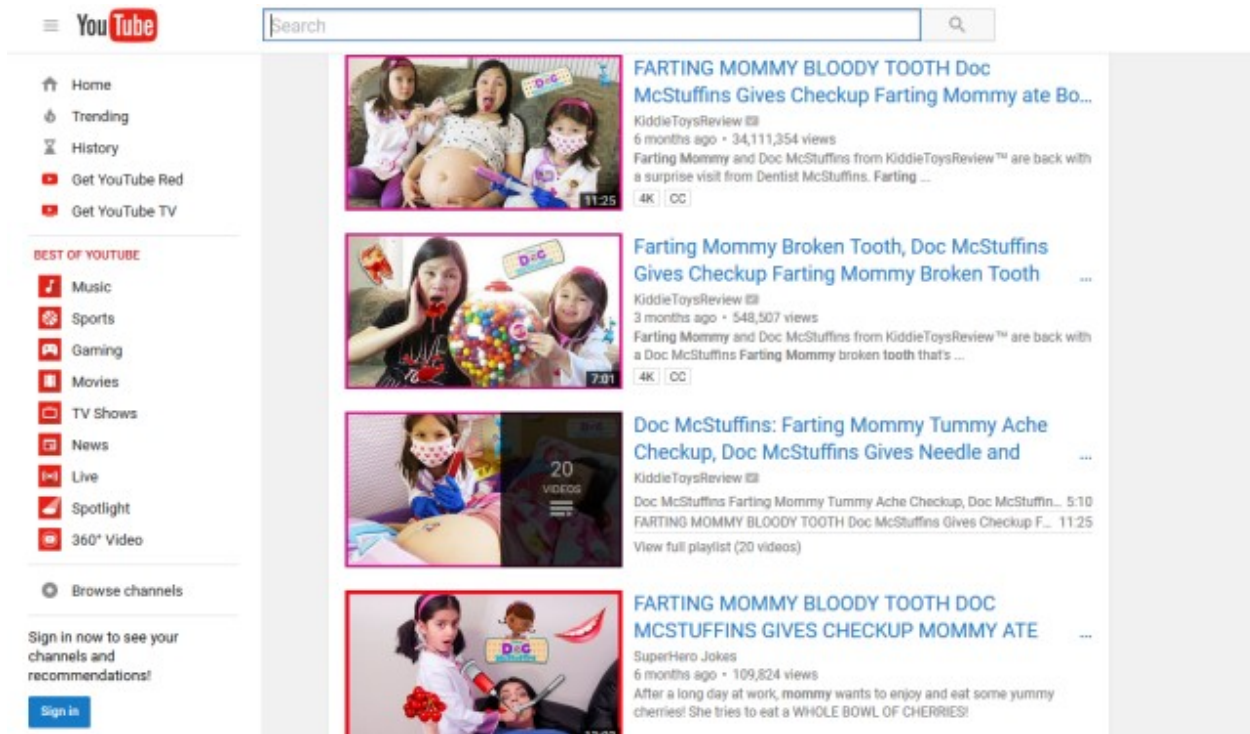 YouTube
Search
Home
Trending
History
Get YouTube Red
Get YouTube TV
BEST OF YOUTUBE
Music
Sports
Gaming
Movies
TV Shows
News
Live
Spotlight
360° Video
Browse channels
Sign in now to see your
channels and
recommendations!
Sign in
11:25
FARTING MOMMY BLOODY TOOTH Doc
McStuffins Gives Checkup Farting Mommy ate Bo...
KiddieToysReview
6 months ago • 34,111,354 views
Farting Mommy and Doc McStuffins from KiddieToysReview™ are back with
a surprise visit from Dentist McStuffins. Farting ...
4K CC
7:01
Farting Mommy Broken Tooth, Doc McStuffins
Gives Checkup Farting Mommy Broken Tooth ...
KiddieToysReview
3 months ago • 548,507 views
Farting Mommy and Doc McStuffins from KiddieToysReview™ are back with
a Doc McStuffins Farting Mommy broken tooth that's ...
4K CC
20
VIDEOS
Doc McStuffins: Farting Mommy Tummy Ache
Checkup, Doc McStuffins Gives Needle and ...
KiddieToysReview
Doc McStuffins Farting Mommy Tummy Ache Checkup, Doc McStuffin... 5:10
FARTING MOMMY BLOODY TOOTH Doc McStuffins Gives Checkup F... 11:25
View full playlist (20 videos)
FARTING MOMMY BLOODY TOOTH DOC
MCSTUFFINS GIVES CHECKUP MOMMY ATE ...
SuperHero Jokes
6 months ago • 109,824 views
After a long day at work, mommy wants to enjoy and eat some yummy
cherries! She tries to eat a WHOLE BOWL OF CHERRIES!